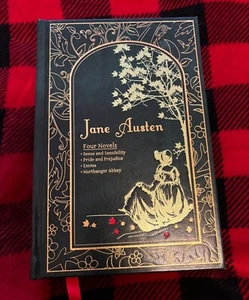 Jane Austen
Four Novels
• Sense and Sensibility
• Pride and Prejudice
• Emma
• Northanger Abbey